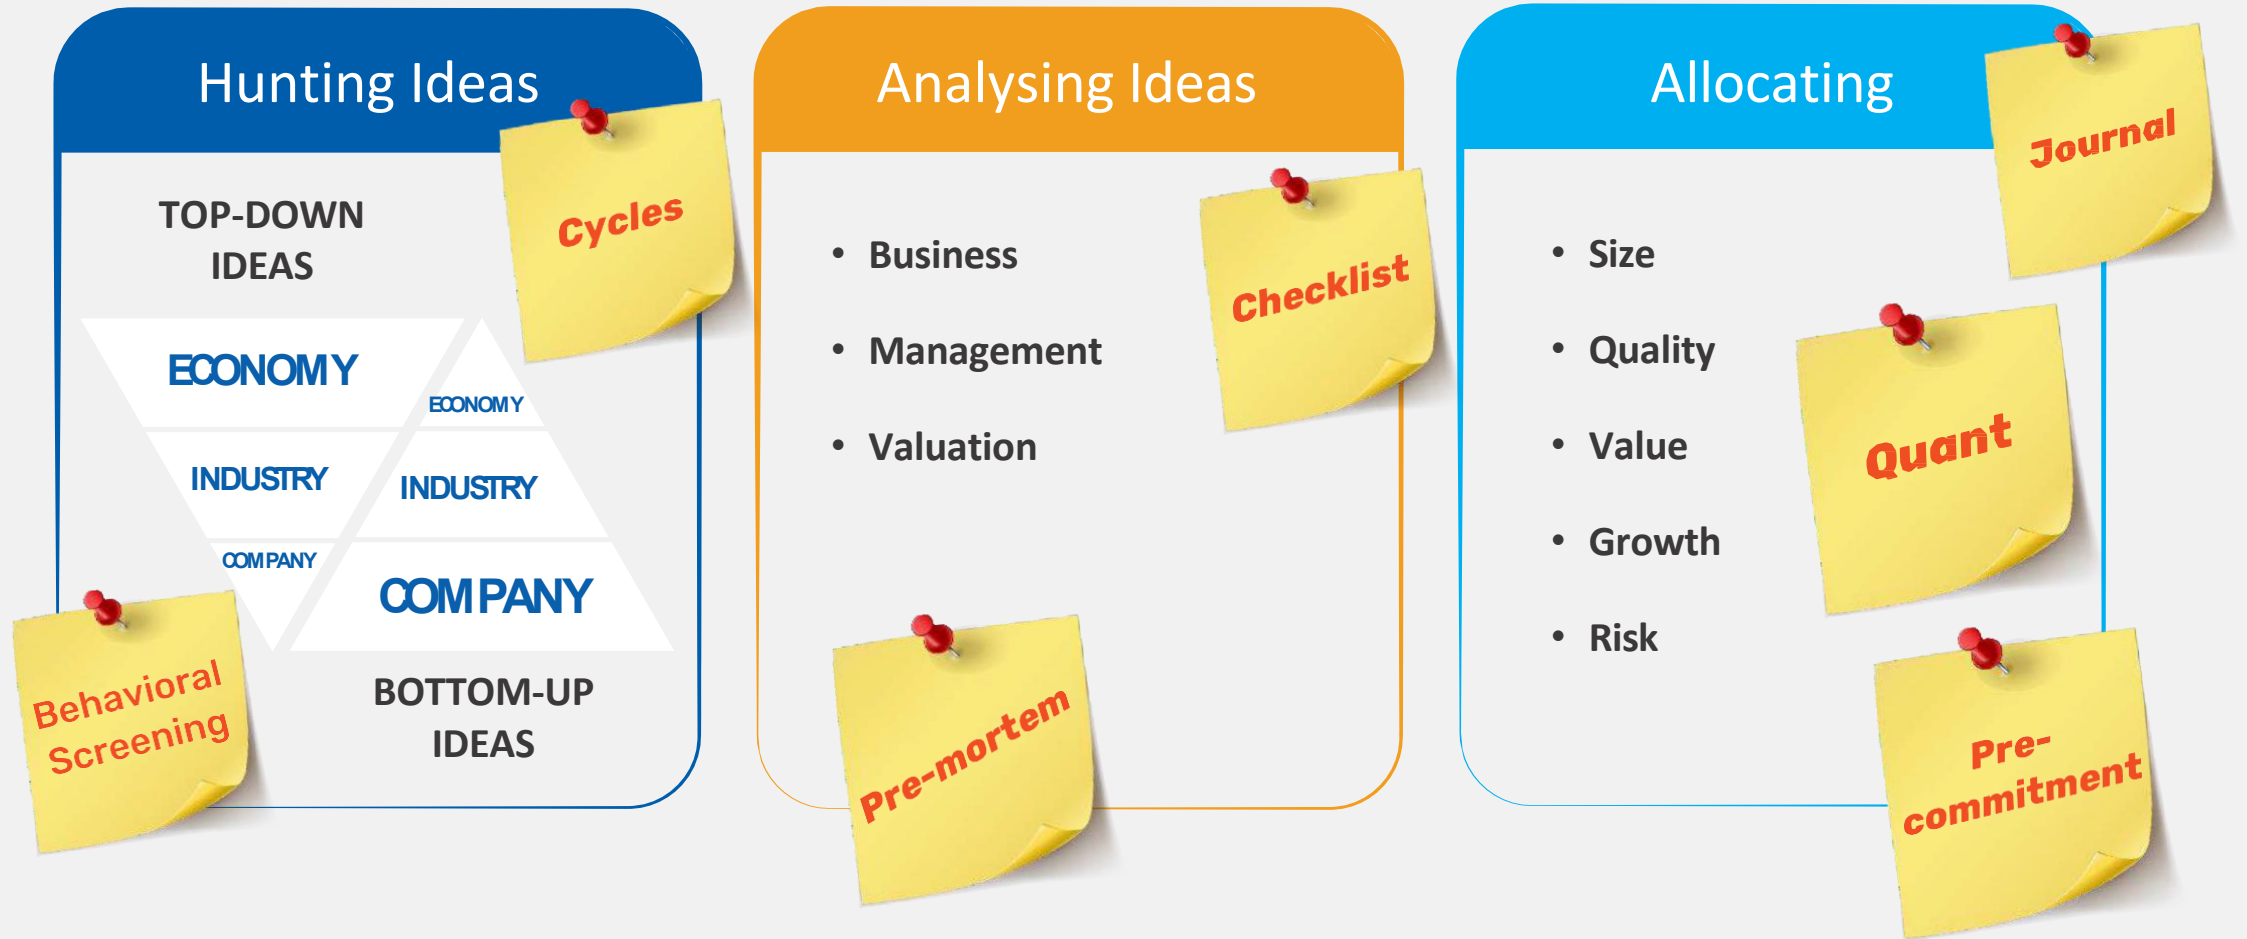 Hunting Ideas
TOP-DOWN
IDEAS
Cycles
ECONOMY
INDUSTRY
COMPANY
ECONOMY
INDUSTRY
COMPANY
BOTTOM-UP
IDEAS
Behavioral
Screening
Analysing Ideas
• Business
• Management
• Valuation
Checklist
Pre-mortem
Allocating
Journal
• Size
• Quality
• Value
• Growth
• Risk
Quant
Pre-
commitment